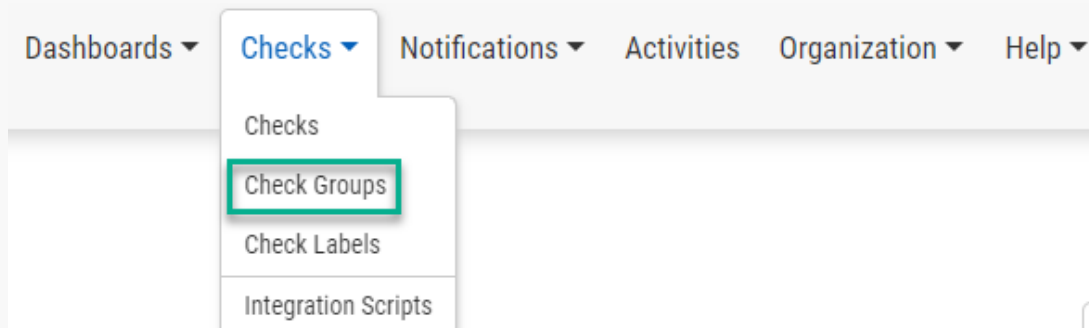 Dashboards Checks Notifications Activities Organization Help
Checks
Check Groups
Check Labels
Integration Scripts